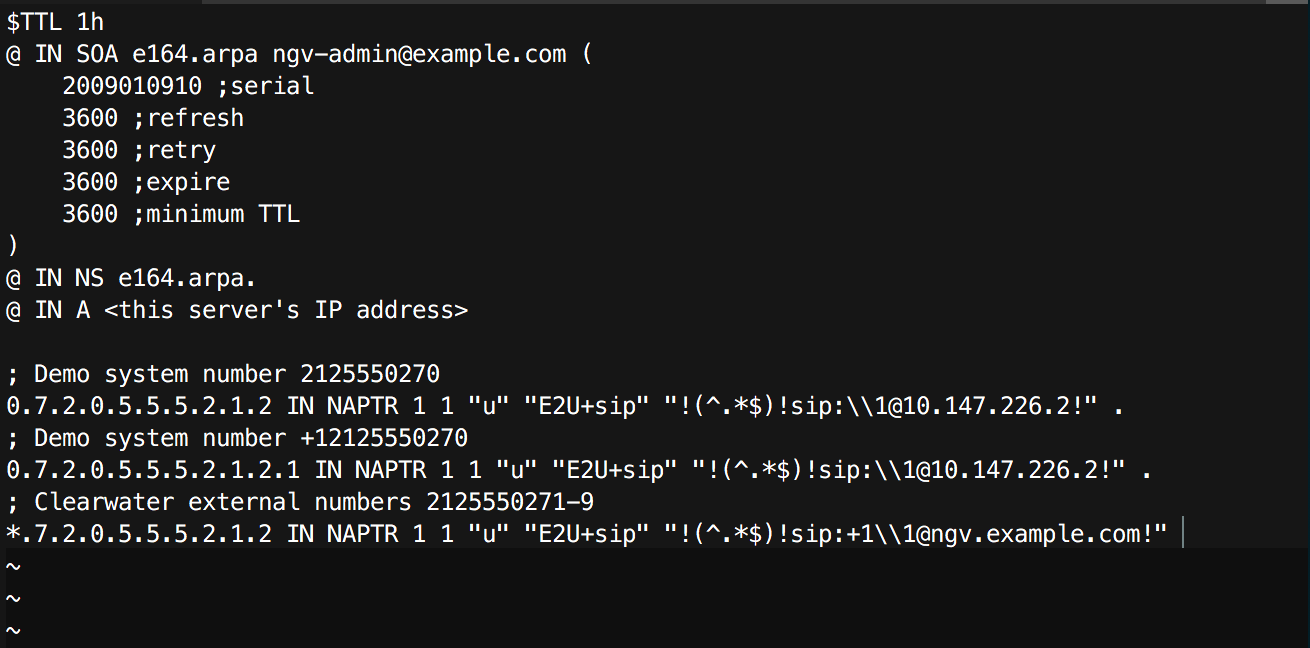 $TTL 1h
@ IN SOA e164.arpa ngv-admin@example.com (
    2009010910 ;serial
    3600 ;refresh
    3600 ;retry
    3600 ;expire
    3600 ;minimum TTL
)
@ IN NS e164.arpa.
@ IN A <this server's IP address>

; Demo system number 2125550270
0.7.2.0.5.5.5.2.1.2 IN NAPTR 1 1 "u" "E2U+sip" "!(^.*$)!sip:\\1@10.147.226.2!" .
; Demo system number +12125550270
0.7.2.0.5.5.5.2.1.2.1 IN NAPTR 1 1 "u" "E2U+sip" "!(^.*$)!sip:\\1@10.147.226.2!" .
; Clearwater external numbers 2125550271-9
*.7.2.0.5.5.5.2.1.2 IN NAPTR 1 1 "u" "E2U+sip" "!(^.*$)!sip:+1\\1@ngv.example.com!"
~
~
~